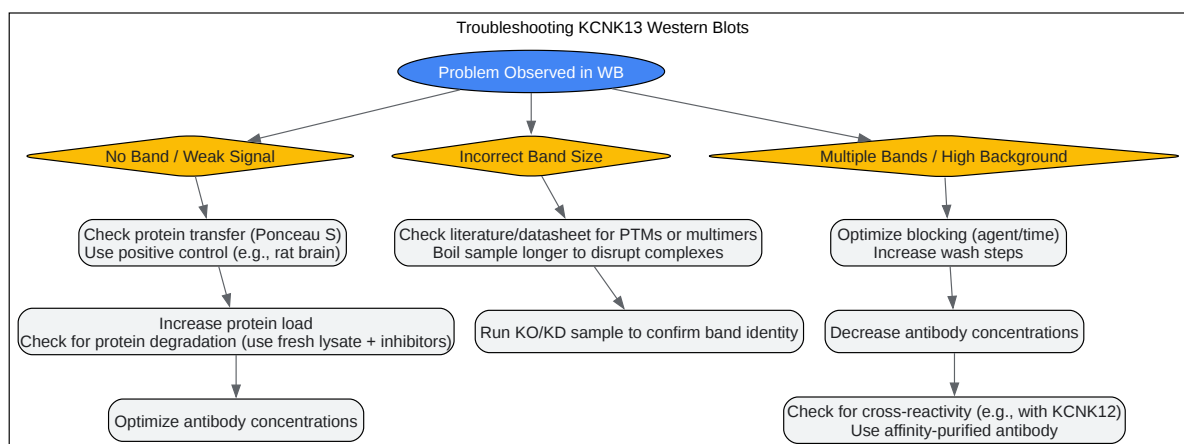 Troubleshooting KCNK13 Western Blots
Problem Observed in WB
No Band / Weak Signal
Incorrect Band Size
Multiple Bands / High Background
Check protein transfer (Ponceau S)
Use positive control (e.g., rat brain)
Check literature/datasheet for PTMs or multimers
Boil sample longer to disrupt complexes
Optimize blocking (agent/time)
Increase wash steps
Increase protein load
Check for protein degradation (use fresh lysate + inhibitors)
Run KO/KD sample to confirm band identity
Decrease antibody concentrations
Optimize antibody concentrations
Check for cross-reactivity (e.g., with KCNK12)
Use affinity-purified antibody